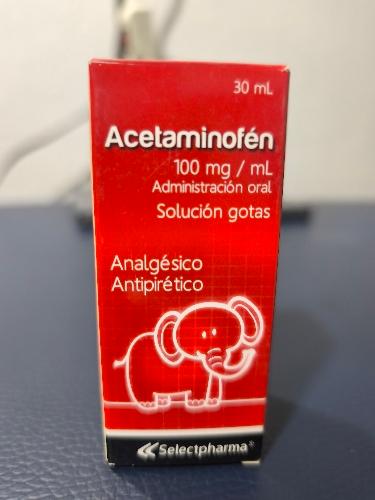 30 mL
Acetaminofén
100 mg / mL
Administración oral
Solución gotas
Analgésico
Antipirético
Selectpharma®